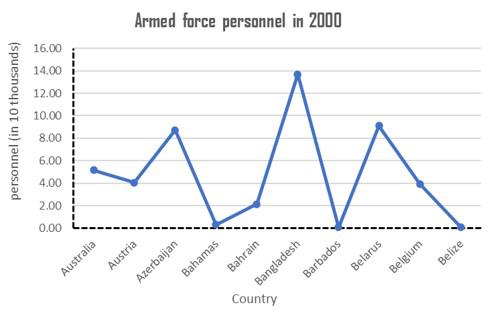 Armed force personnel in 2000
personnel (in 10 thousands)
16.00
14.00
12.00
10.00
8.00
6.00
4.00
2.00
0.00
Australia
Austria
Azerbaijan
Bahamas
Bahrain
Bangladesh
Barbados
Belarus
Belgium
Belize
Country